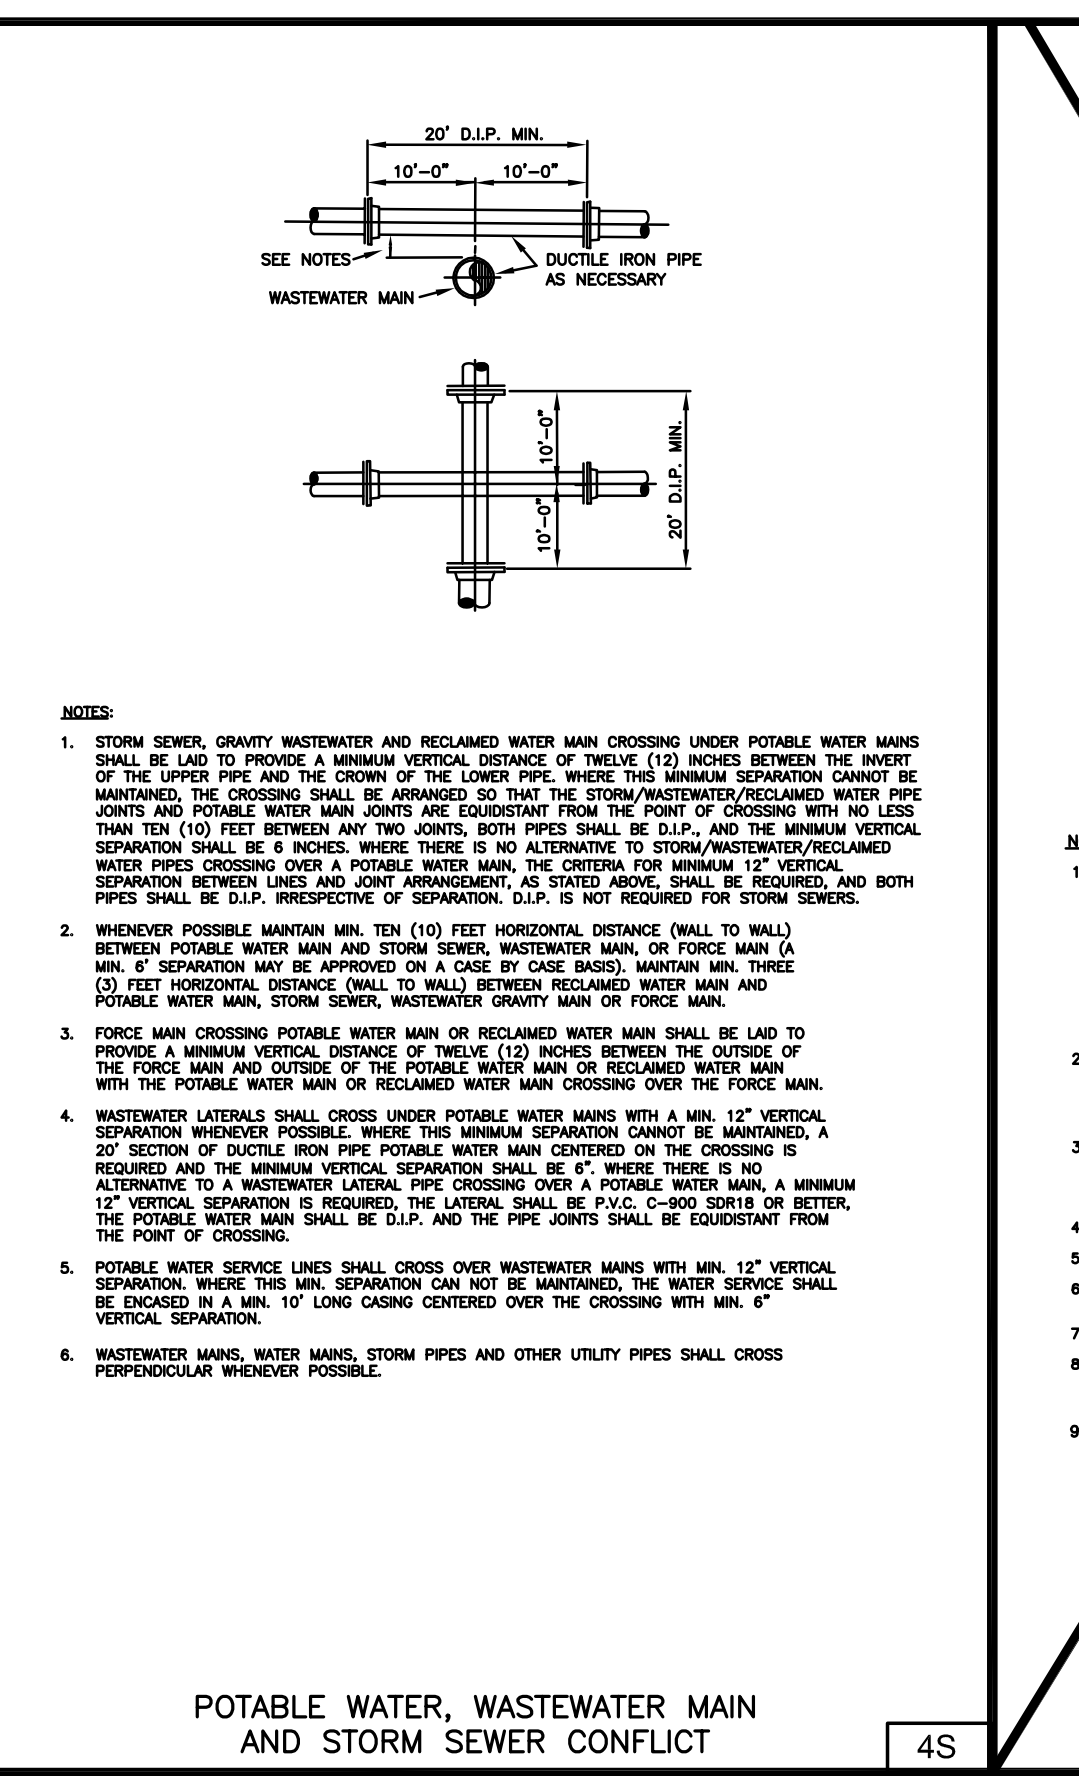 20' D.I.P. MIN.
10'-0" 10'-0"
SEE NOTES
DUCTILE IRON PIPE
AS NECESSARY
WASTEWATER MAIN
10'-0"
10'-0"
20' D.I.P. MIN.
NOTES:
1. STORM SEWER, GRAVITY WASTEWATER AND RECLAIMED WATER MAIN CROSSING UNDER POTABLE WATER MAINS
SHALL BE LAID TO PROVIDE A MINIMUM VERTICAL DISTANCE OF TWELVE (12) INCHES BETWEEN THE INVERT
OF THE UPPER PIPE AND THE CROWN OF THE LOWER PIPE. WHERE THIS MINIMUM SEPARATION CANNOT BE
MAINTAINED, THE CROSSING SHALL BE ARRANGED SO THAT THE STORM/WASTEWATER/RECLAIMED WATER PIPE
JOINTS AND POTABLE WATER MAIN JOINTS ARE EQUIDISTANT FROM THE POINT OF CROSSING WITH NO LESS
THAN TEN (10) FEET BETWEEN ANY TWO JOINTS, BOTH PIPES SHALL BE D.I.P., AND THE MINIMUM VERTICAL
SEPARATION SHALL BE 6 INCHES. WHERE THERE IS NO ALTERNATIVE TO STORM/WASTEWATER/RECLAIMED
WATER PIPES CROSSING OVER A POTABLE WATER MAIN, THE CRITERIA FOR MINIMUM 12" VERTICAL
SEPARATION BETWEEN LINES AND JOINT ARRANGEMENT, AS STATED ABOVE, SHALL BE REQUIRED, AND BOTH
PIPES SHALL BE D.I.P. IRRESPECTIVE OF SEPARATION. D.I.P. IS NOT REQUIRED FOR STORM SEWERS.
2. WHENEVER POSSIBLE MAINTAIN MIN. TEN (10) FEET HORIZONTAL DISTANCE (WALL TO WALL)
BETWEEN POTABLE WATER MAIN AND STORM SEWER, WASTEWATER MAIN, OR FORCE MAIN (A
MIN. 6' SEPARATION MAY BE APPROVED ON A CASE BY CASE BASIS). MAINTAIN MIN. THREE
(3) FEET HORIZONTAL DISTANCE (WALL TO WALL) BETWEEN RECLAIMED WATER MAIN AND
POTABLE WATER MAIN, STORM SEWER, WASTEWATER GRAVITY MAIN OR FORCE MAIN.
3. FORCE MAIN CROSSING POTABLE WATER MAIN OR RECLAIMED WATER MAIN SHALL BE LAID TO
PROVIDE A MINIMUM VERTICAL DISTANCE OF TWELVE (12) INCHES BETWEEN THE OUTSIDE OF
THE FORCE MAIN AND OUTSIDE OF THE POTABLE WATER MAIN OR RECLAIMED WATER MAIN
WITH THE POTABLE WATER MAIN OR RECLAIMED WATER MAIN CROSSING OVER THE FORCE MAIN.
4. WASTEWATER LATERALS SHALL CROSS UNDER POTABLE WATER MAINS WITH A MIN. 12" VERTICAL
SEPARATION WHENEVER POSSIBLE. WHERE THIS MINIMUM SEPARATION CANNOT BE MAINTAINED, A
20' SECTION OF DUCTILE IRON PIPE POTABLE WATER MAIN CENTERED ON THE CROSSING IS
REQUIRED AND THE MINIMUM VERTICAL SEPARATION SHALL BE 6". WHERE THERE IS NO
ALTERNATIVE TO A WASTEWATER LATERAL PIPE CROSSING OVER A POTABLE WATER MAIN, A MINIMUM
12" VERTICAL SEPARATION IS REQUIRED, THE LATERAL SHALL BE P.V.C. C-900 SDR18 OR BETTER,
THE POTABLE WATER MAIN SHALL BE D.I.P. AND THE PIPE JOINTS SHALL BE EQUIDISTANT FROM
THE POINT OF CROSSING.
5. POTABLE WATER SERVICE LINES SHALL CROSS OVER WASTEWATER MAINS WITH MIN. 12" VERTICAL
SEPARATION. WHERE THIS MIN. SEPARATION CAN NOT BE MAINTAINED, THE WATER SERVICE SHALL
BE ENCASED IN A MIN. 10' LONG CASING CENTERED OVER THE CROSSING WITH MIN. 6"
VERTICAL SEPARATION.
6. WASTEWATER MAINS, WATER MAINS, STORM PIPES AND OTHER UTILITY PIPES SHALL CROSS
PERPENDICULAR WHENEVER POSSIBLE.
POTABLE WATER, WASTEWATER MAIN
AND STORM SEWER CONFLICT
4S
N
1
2
3
4
5
6
7
8
9